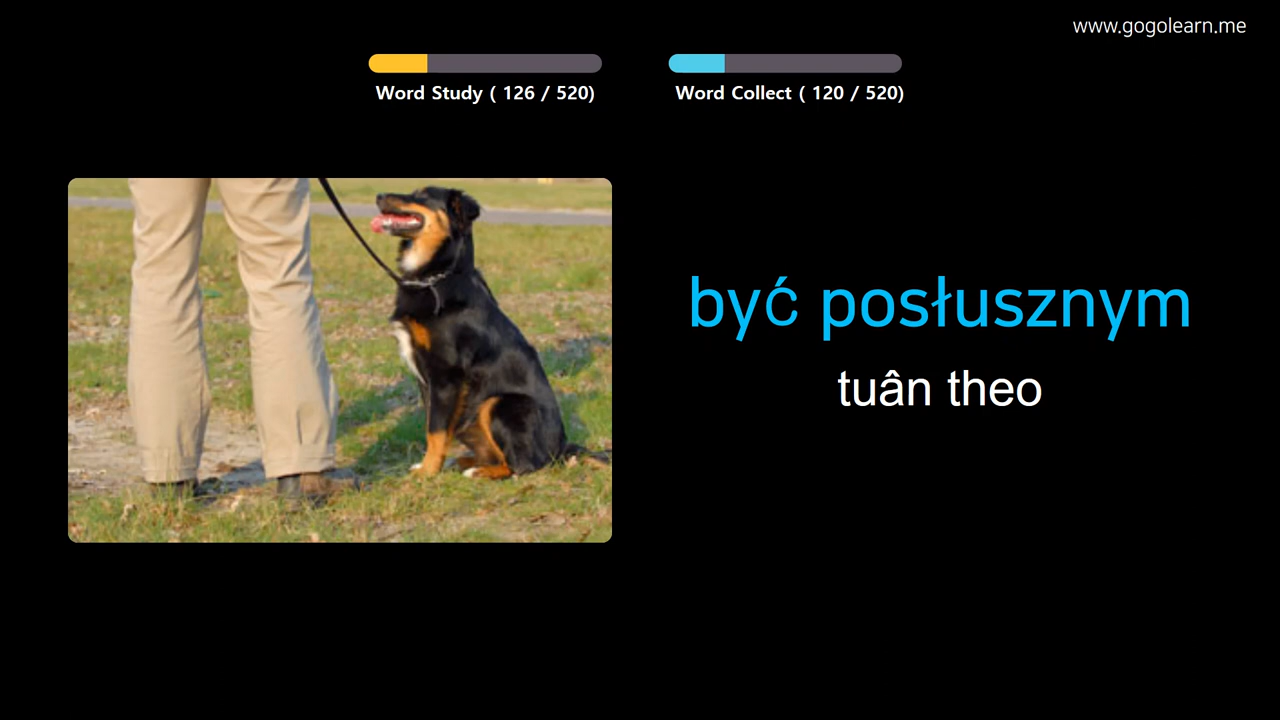 www.gogolearn.me
Word Study ( 126 / 520)
Word Collect ( 120 / 520)
być posłusznym
tuân theo